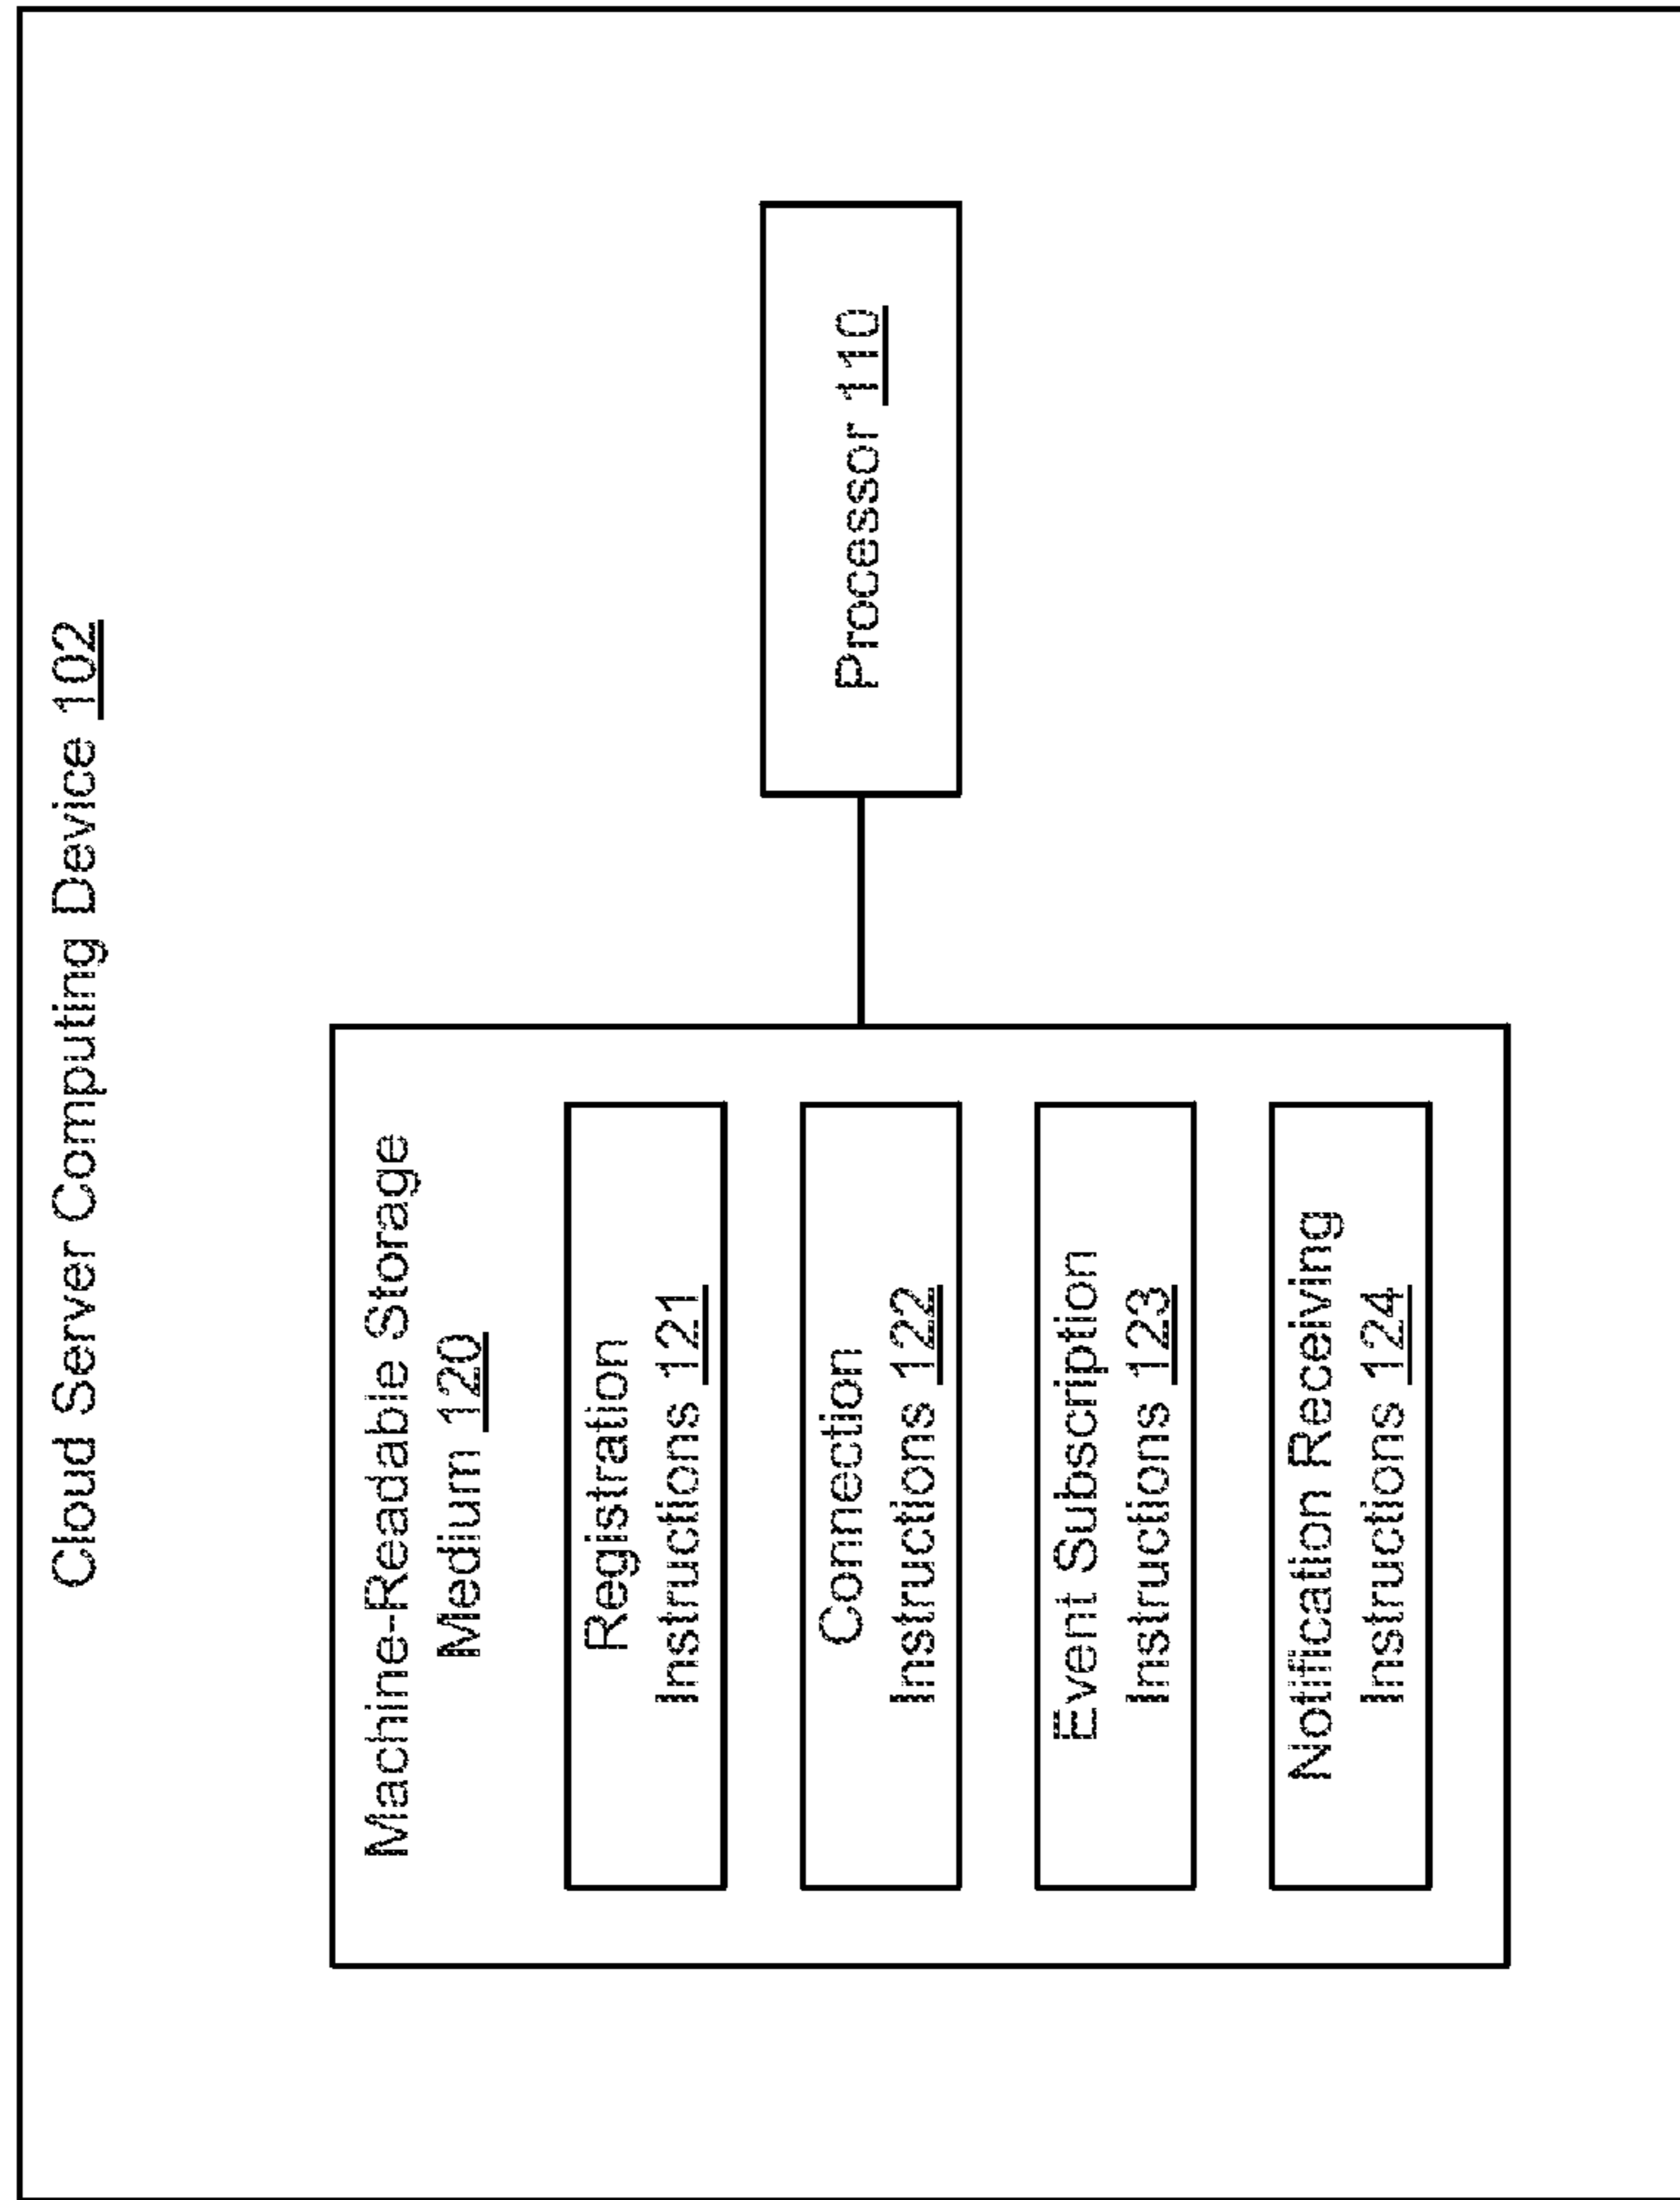 Cloud Server Computing Device 102
Machine-Readable Storage
Medium 120
Registration
Instructions 121
Connection
Instructions 122
Event Subscription
Instructions 123
Notification Receiving
Instructions 124
Processor 110